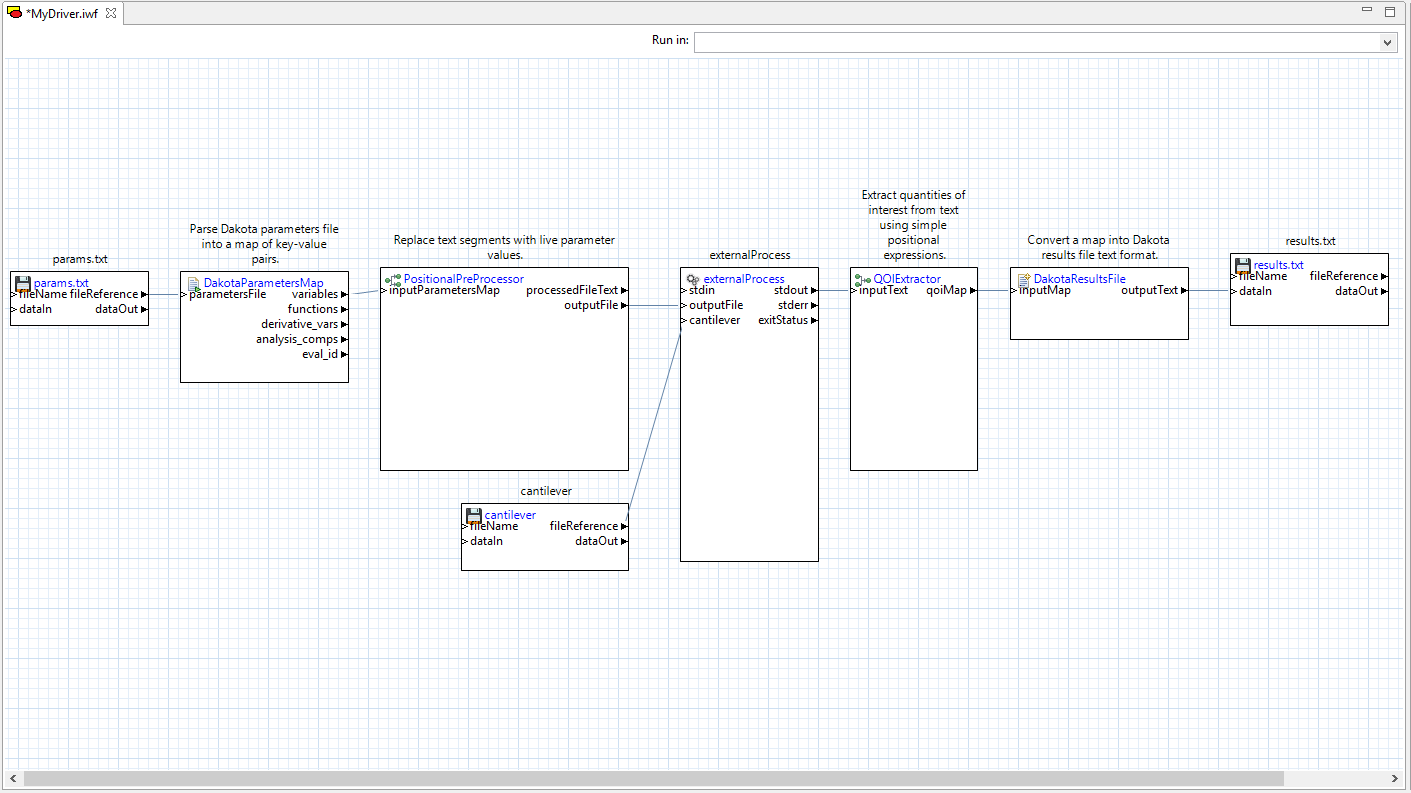 *MyDriver.iwf
Run in:
params.txt
params.txt
fileName fileReference
dataIn dataOut
Parse Dakota parameters file
into a map of key-value
pairs.
DakotaParametersMap
parametersFile variables
functions
derivative_vars
analysis_comps
eval_id
Replace text segments with live parameter
values.
PositionalPreProcessor
inputParametersMap processedFileText
outputFile
cantilever
cantilever
fileName fileReference
dataIn dataOut
externalProcess
externalProcess
stdin stdout
outputFile stderr
cantilever exitStatus
Extract quantities of
interest from text
using simple
positional
expressions.
QOIExtractor
inputText qoiMap
Convert a map into Dakota
results file text format.
DakotaResultsFile
inputMap outputText
results.txt
results.txt
fileName fileReference
dataIn dataOut